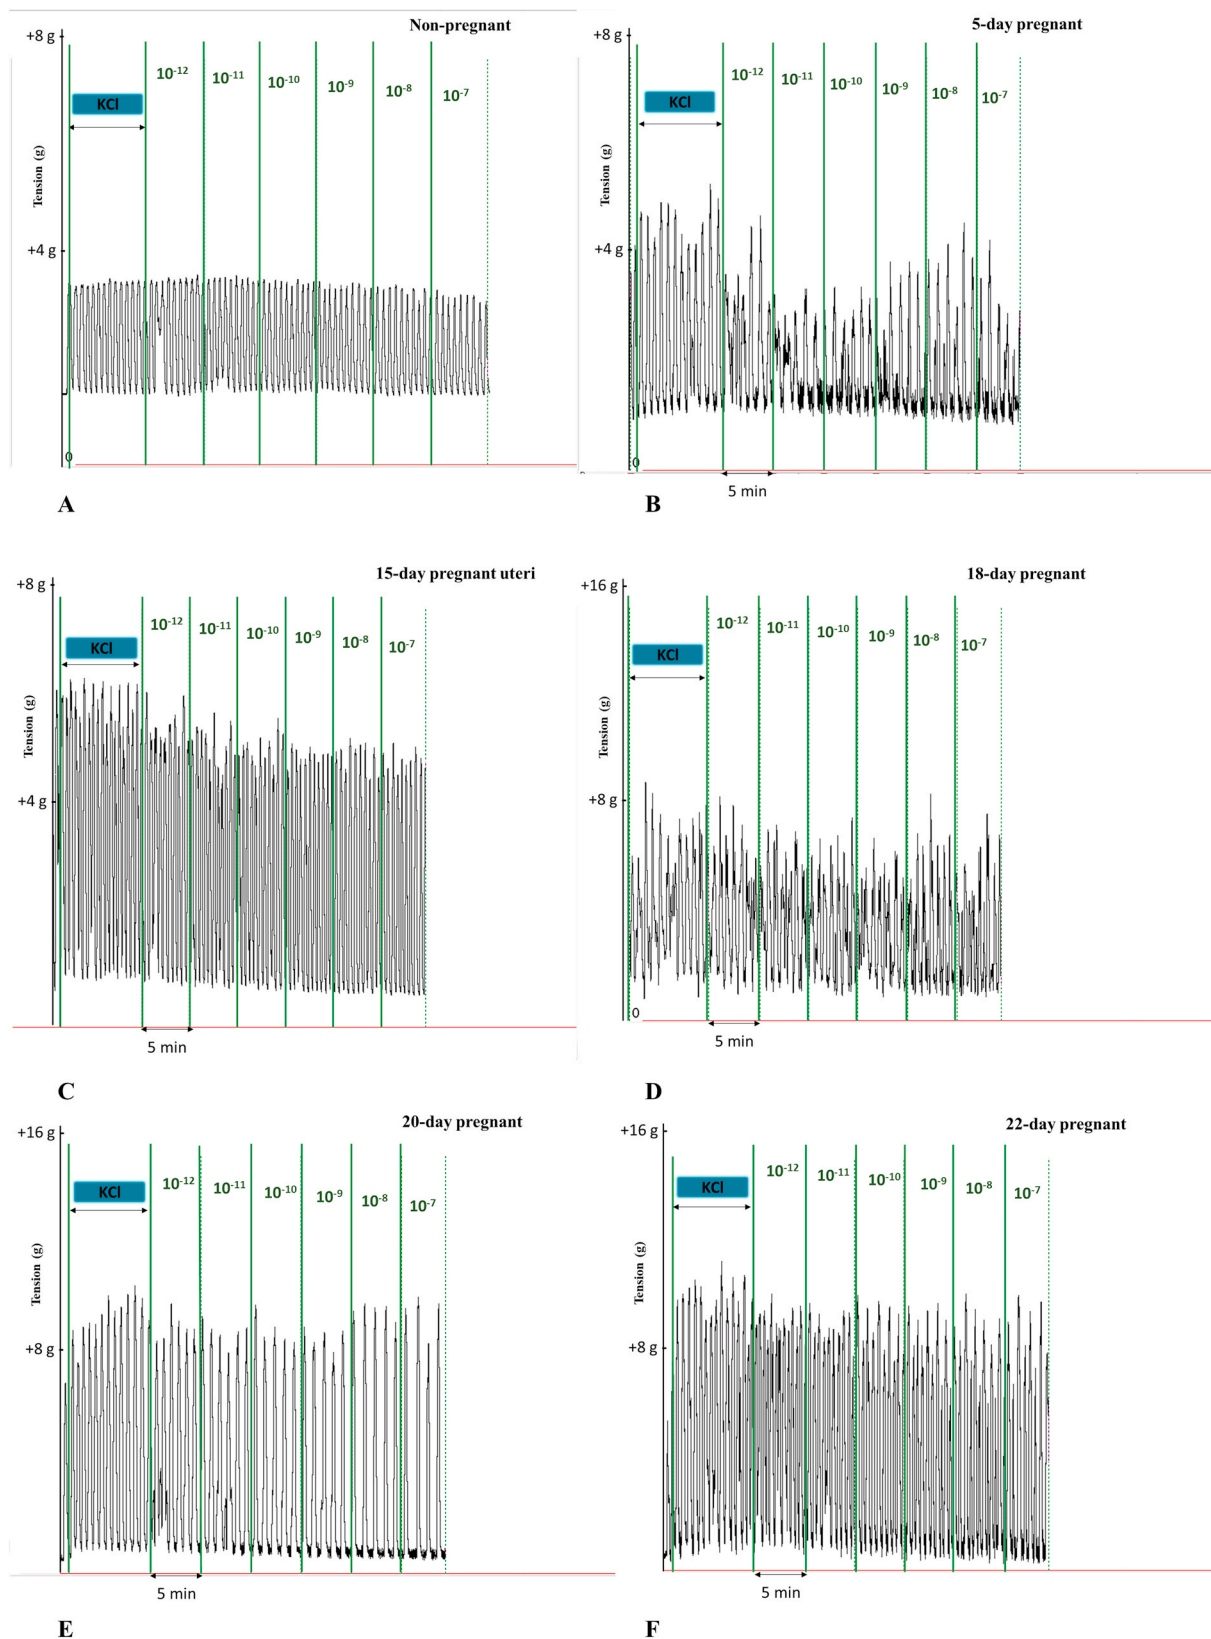 Non-pregnant
+8 g
10-12
10-11
10-10
10-9
10-8
10-7
KCl
Tension (g)
+4 g
0
A
5-day pregnant
+8 g
10-12
10-11
10-10
10-9
10-8
10-7
KCl
Tension (g)
+4 g
0
5 min
B
15-day pregnant uteri
+8 g
10-12
10-11
10-10
10-9
10-8
10-7
KCl
Tension (g)
+4 g
5 min
C
18-day pregnant
+16 g
10-12
10-11
10-10
10-9
10-8
10-7
KCl
Tension (g)
+8 g
0
5 min
D
20-day pregnant
+16 g
10-12
10-11
10-10
10-9
10-8
10-7
KCl
Tension (g)
+8 g
5 min
E
22-day pregnant
+16 g
10-12
10-11
10-10
10-9
10-8
10-7
KCl
Tension (g)
+8 g
5 min
F